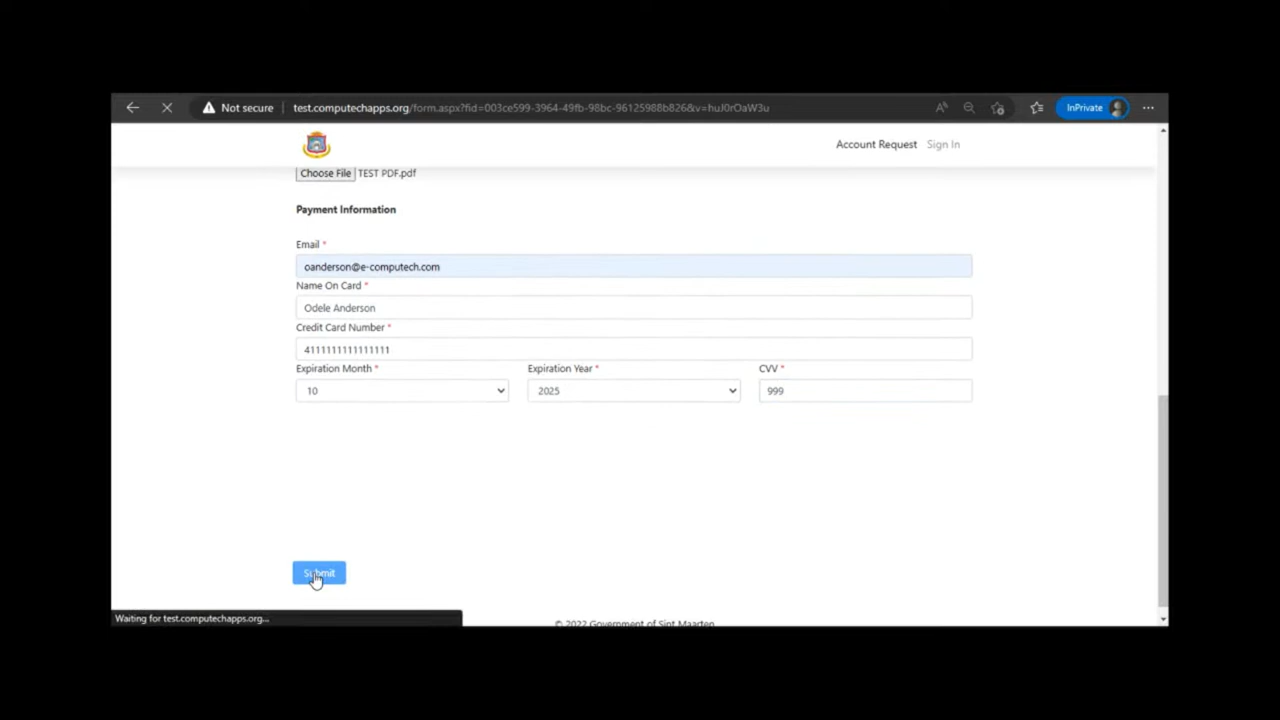 Not secure test.computechapps.org/form.aspx?fid=003ce599-3964-49fb-98bc-96125988b826&v=huJ0rOaW3u InPrivate
Account Request Sign In
Choose File TEST PDF.pdf
Payment Information
Email *
oanderson@e-computech.com
Name On Card *
Odele Anderson
Credit Card Number *
4111111111111111
Expiration Month * Expiration Year * CVV *
10 2025 999
Submit
Waiting for test.computechapps.org...
© 2022 Government of Sint Maarten